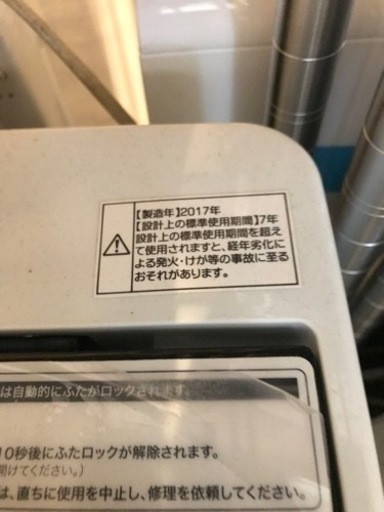 【製造年】2017年
【設計上の標準使用期間】7年
設計上の標準使用期間を超え
て使用されますと、経年劣化に
よる発火・けが等の事故に至る
おそれがあります。
は自動的にふたがロックされます。
10秒後にふたロックが解除されます。
開けてください。)
は、直ちに使用を中止し、修理を依頼してください。